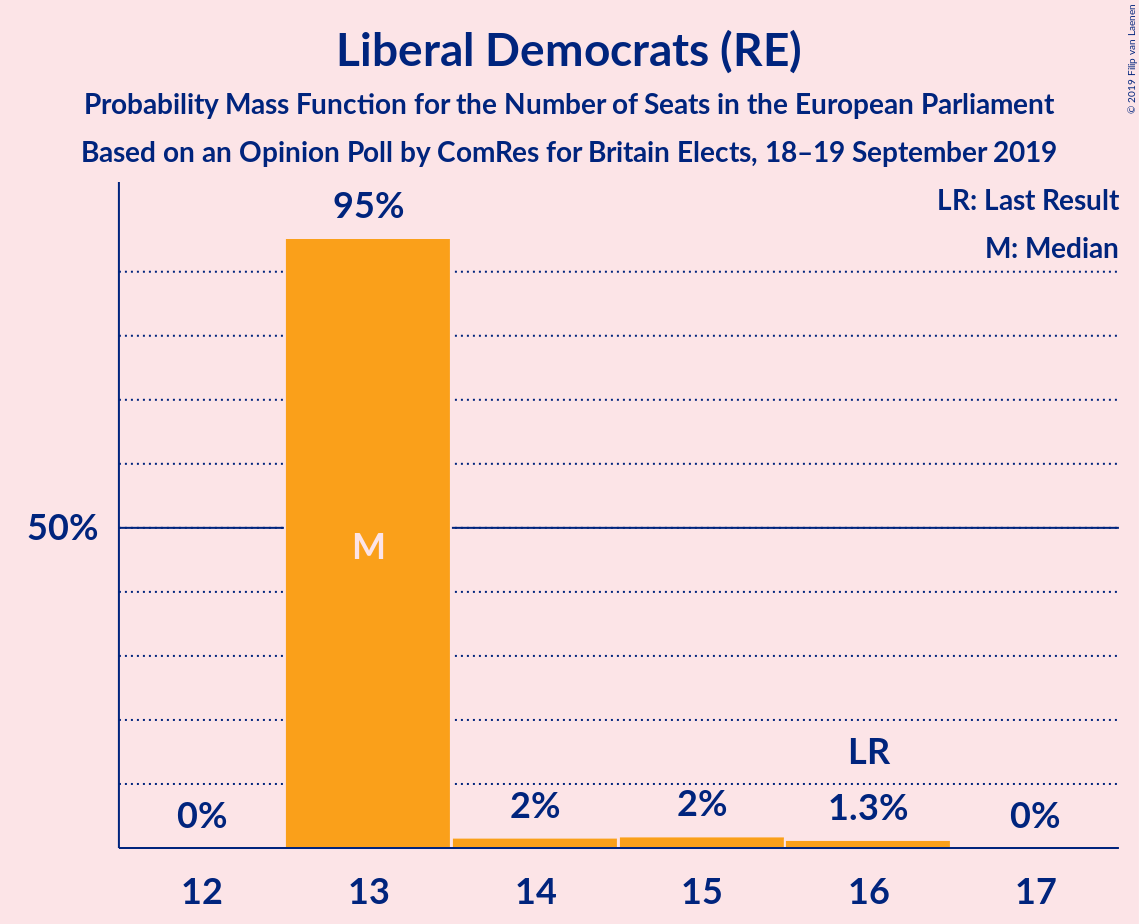 Liberal Democrats (RE)
Probability Mass Function for the Number of Seats in the European Parliament
Based on an Opinion Poll by ComRes for Britain Elects, 18–19 September 2019
© 2019 Filip van Laenen
LR: Last Result
M: Median
95%
50%
M
LR
0%
2%
2%
1.3%
0%
12
13
14
15
16
17